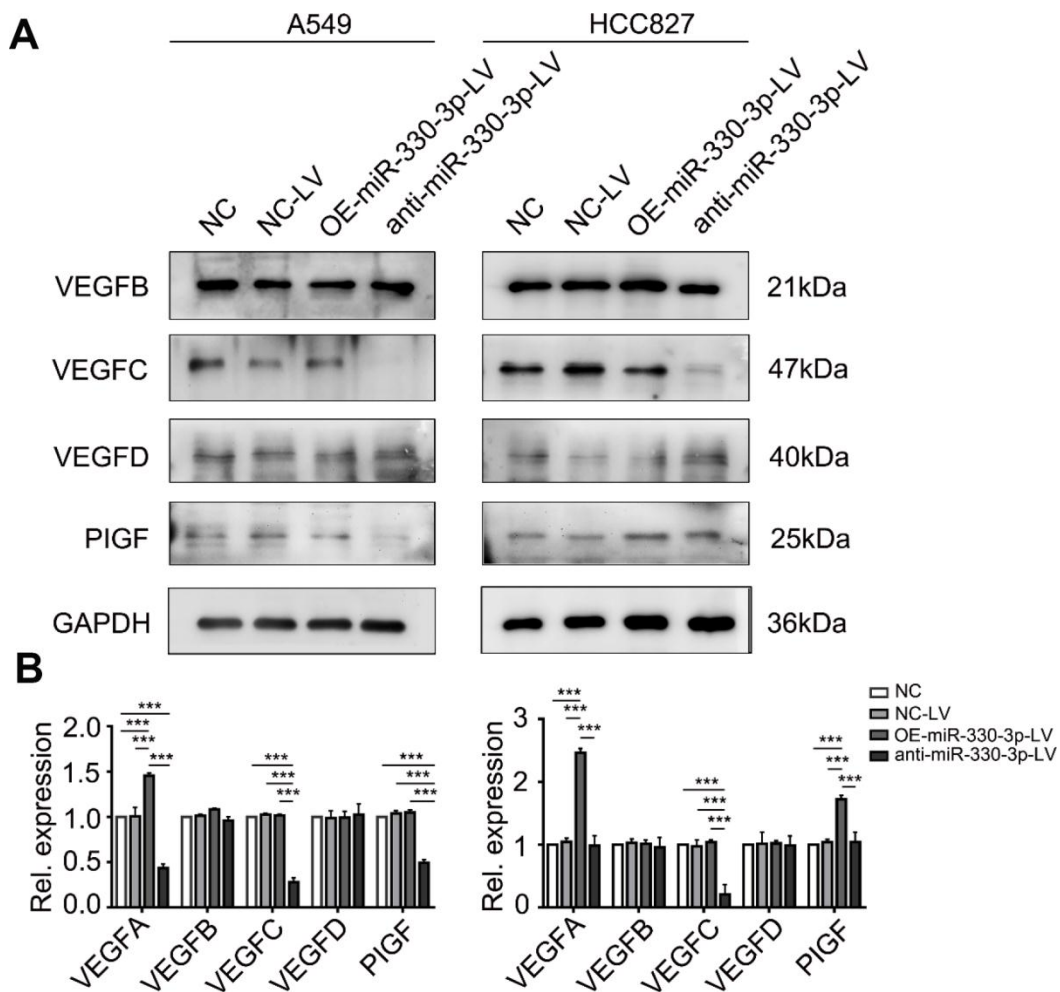 A
A549 HCC827
NC NC-LV OE-miR-330-3p-LV anti-miR-330-3p-LV NC NC-LV OE-miR-330-3p-LV anti-miR-330-3p-LV
VEGFB 21kDa
VEGFC 47kDa
VEGFD 40kDa
PIGF 25kDa
GAPDH 36kDa
B
Rel. expression
2.0
1.5
1.0
0.5
0.0
*** *** *** ***
*** *** ***
*** *** ***
VEGFA VEGFB VEGFC VEGFD PIGF
Rel. expression
3
2
1
0
*** *** ***
*** *** ***
*** *** ***
VEGFA VEGFB VEGFC VEGFD PIGF
NC
NC-LV
OE-miR-330-3p-LV
anti-miR-330-3p-LV